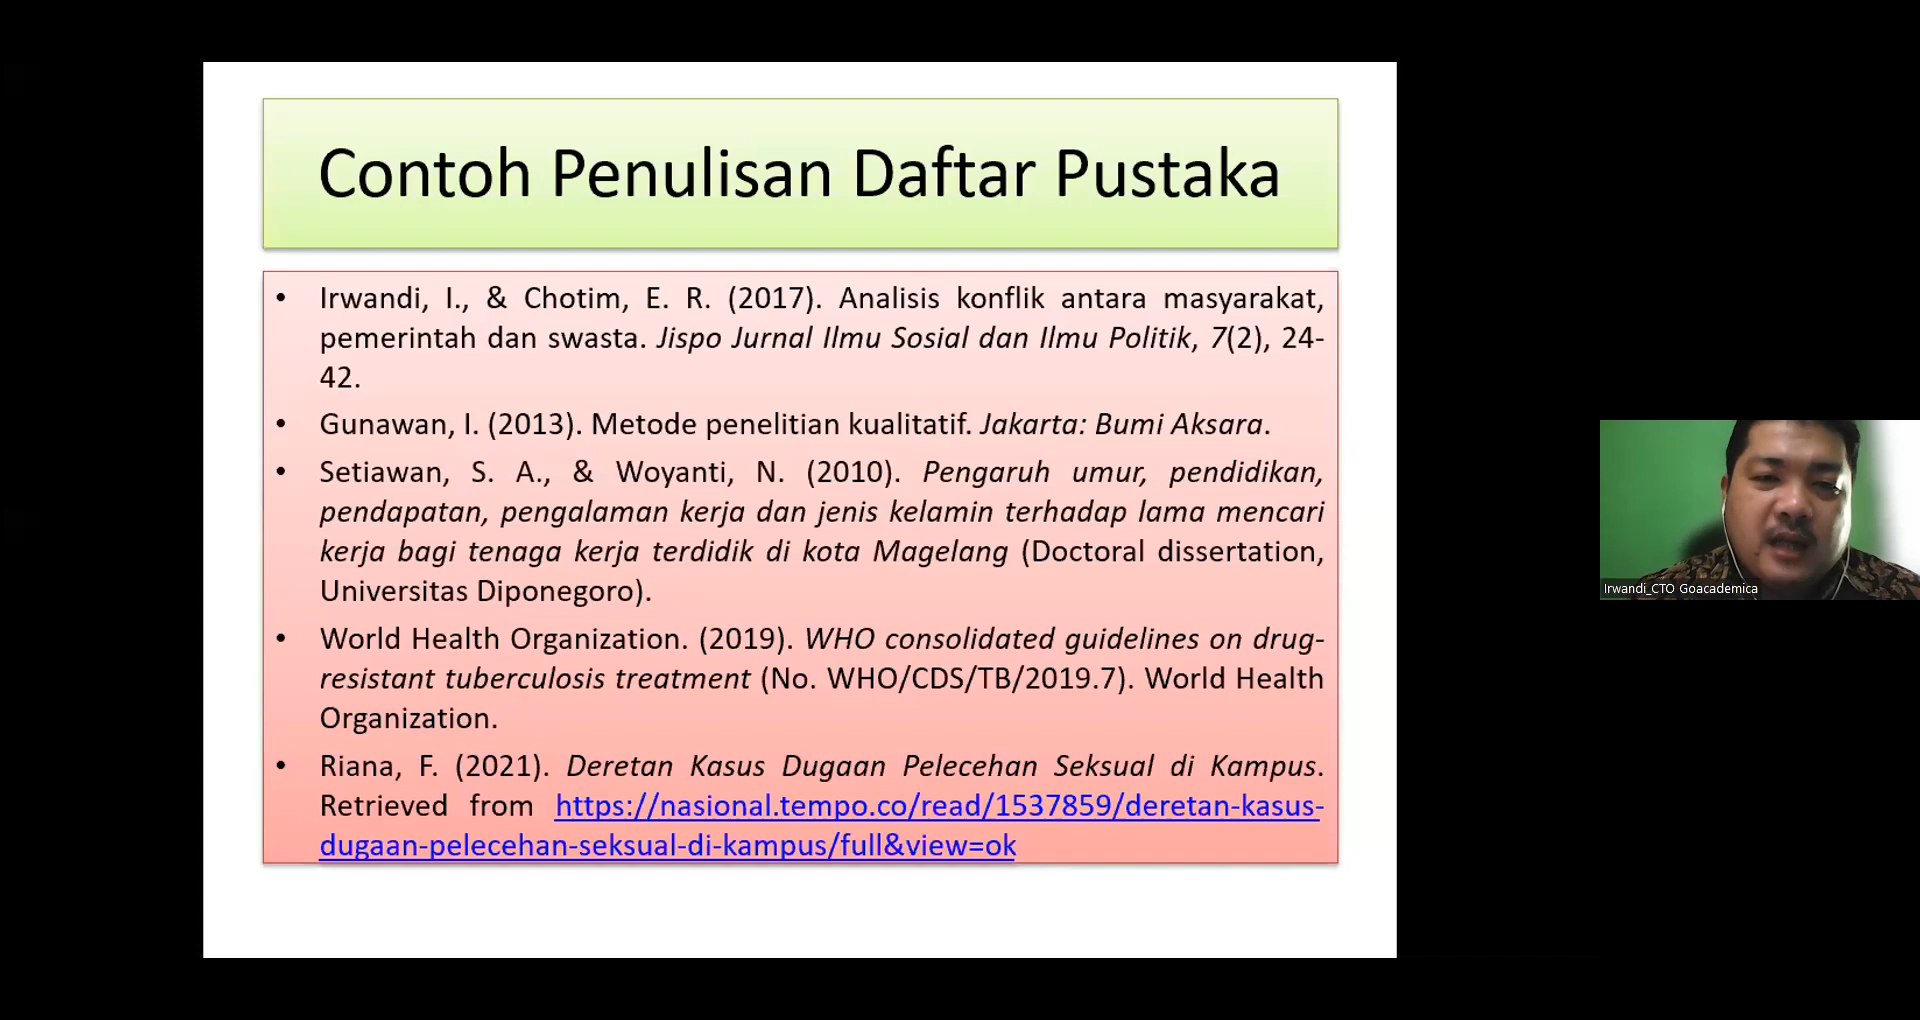 Contoh Penulisan Daftar Pustaka
• Irwandi, I., & Chotim, E. R. (2017). Analisis konflik antara masyarakat,
pemerintah dan swasta. Jispo Jurnal Ilmu Sosial dan Ilmu Politik, 7(2), 24-
42.
• Gunawan, I. (2013). Metode penelitian kualitatif. Jakarta: Bumi Aksara.
• Setiawan, S. A., & Woyanti, N. (2010). Pengaruh umur, pendidikan,
pendapatan, pengalaman kerja dan jenis kelamin terhadap lama mencari
kerja bagi tenaga kerja terdidik di kota Magelang (Doctoral dissertation,
Universitas Diponegoro).
• World Health Organization. (2019). WHO consolidated guidelines on drug-
resistant tuberculosis treatment (No. WHO/CDS/TB/2019.7). World Health
Organization.
• Riana, F. (2021). Deretan Kasus Dugaan Pelecehan Seksual di Kampus.
Retrieved from https://nasional.tempo.co/read/1537859/deretan-kasus-
dugaan-pelecehan-seksual-di-kampus/full&view=ok
Irwandi_CTO Goacademica